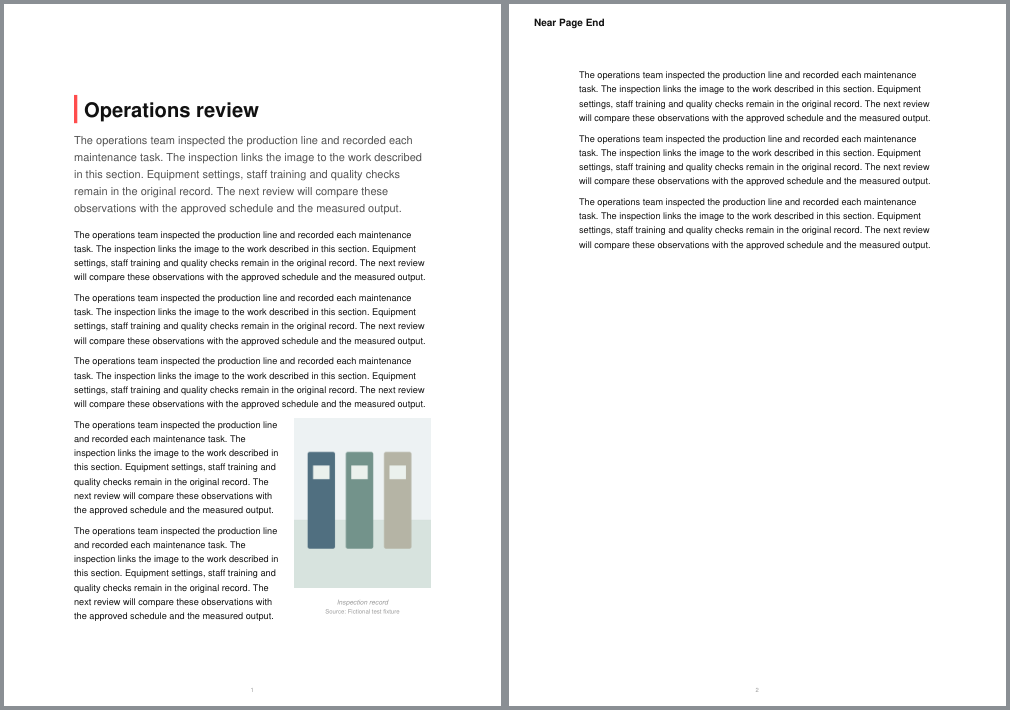 Operations review
The operations team inspected the production line and recorded each
maintenance task. The inspection links the image to the work described
in this section. Equipment settings, staff training and quality checks
remain in the original record. The next review will compare these
observations with the approved schedule and the measured output.
The operations team inspected the production line and recorded each maintenance
task. The inspection links the image to the work described in this section. Equipment
settings, staff training and quality checks remain in the original record. The next review
will compare these observations with the approved schedule and the measured output.
The operations team inspected the production line and recorded each maintenance
task. The inspection links the image to the work described in this section. Equipment
settings, staff training and quality checks remain in the original record. The next review
will compare these observations with the approved schedule and the measured output.
The operations team inspected the production line and recorded each maintenance
task. The inspection links the image to the work described in this section. Equipment
settings, staff training and quality checks remain in the original record. The next review
will compare these observations with the approved schedule and the measured output.
The operations team inspected the production line
and recorded each maintenance task. The
inspection links the image to the work described in
this section. Equipment settings, staff training and
quality checks remain in the original record. The
next review will compare these observations with
the approved schedule and the measured output.
The operations team inspected the production line
and recorded each maintenance task. The
inspection links the image to the work described in
this section. Equipment settings, staff training and
quality checks remain in the original record. The
next review will compare these observations with
the approved schedule and the measured output.
Inspection record
Source: Fictional test fixture
1
Near Page End
The operations team inspected the production line and recorded each maintenance
task. The inspection links the image to the work described in this section. Equipment
settings, staff training and quality checks remain in the original record. The next review
will compare these observations with the approved schedule and the measured output.
The operations team inspected the production line and recorded each maintenance
task. The inspection links the image to the work described in this section. Equipment
settings, staff training and quality checks remain in the original record. The next review
will compare these observations with the approved schedule and the measured output.
The operations team inspected the production line and recorded each maintenance
task. The inspection links the image to the work described in this section. Equipment
settings, staff training and quality checks remain in the original record. The next review
will compare these observations with the approved schedule and the measured output.
2